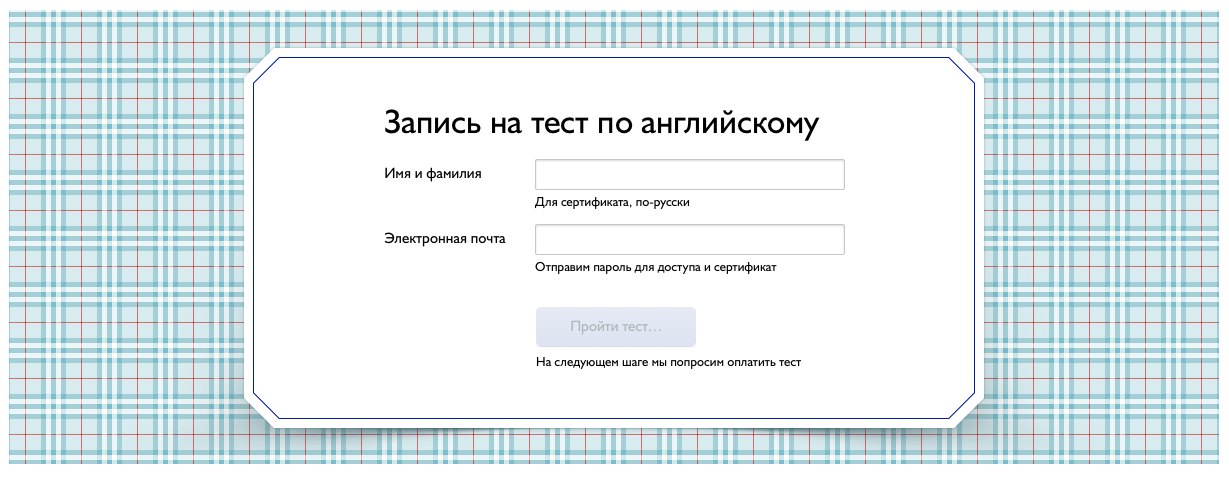 Запись на тест по английскому
Имя и фамилия
Для сертификата, по-русски
Электронная почта
Отправим пароль для доступа и сертификат
Пройти тест…
На следующем шаге мы попросим оплатить тест